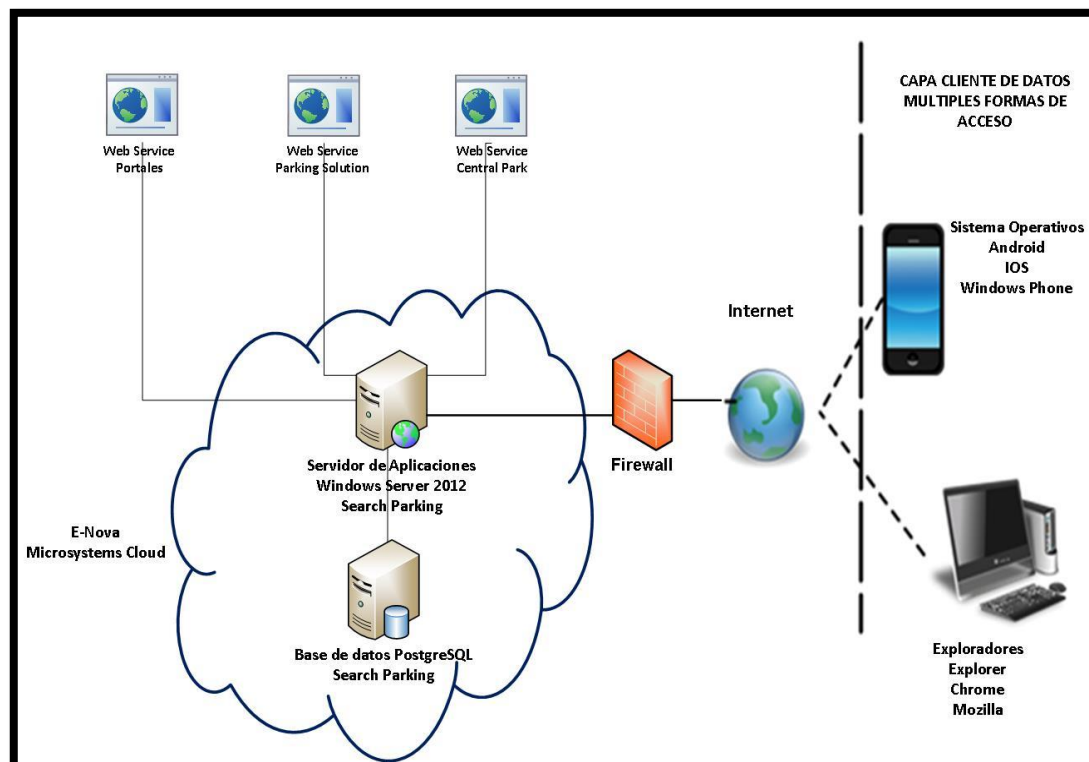 Web Service
Portales
Web Service
Parking Solution
Web Service
Central Park
CAPA CLIENTE DE DATOS
MULTIPLES FORMAS DE
ACCESO
Sistema Operativos
Android
IOS
Windows Phone
Internet
Firewall
Servidor de Aplicaciones
Windows Server 2012
Search Parking
E-Nova
Microsystems Cloud
Base de datos PostgreSQL
Search Parking
Exploradores
Explorer
Chrome
Mozilla